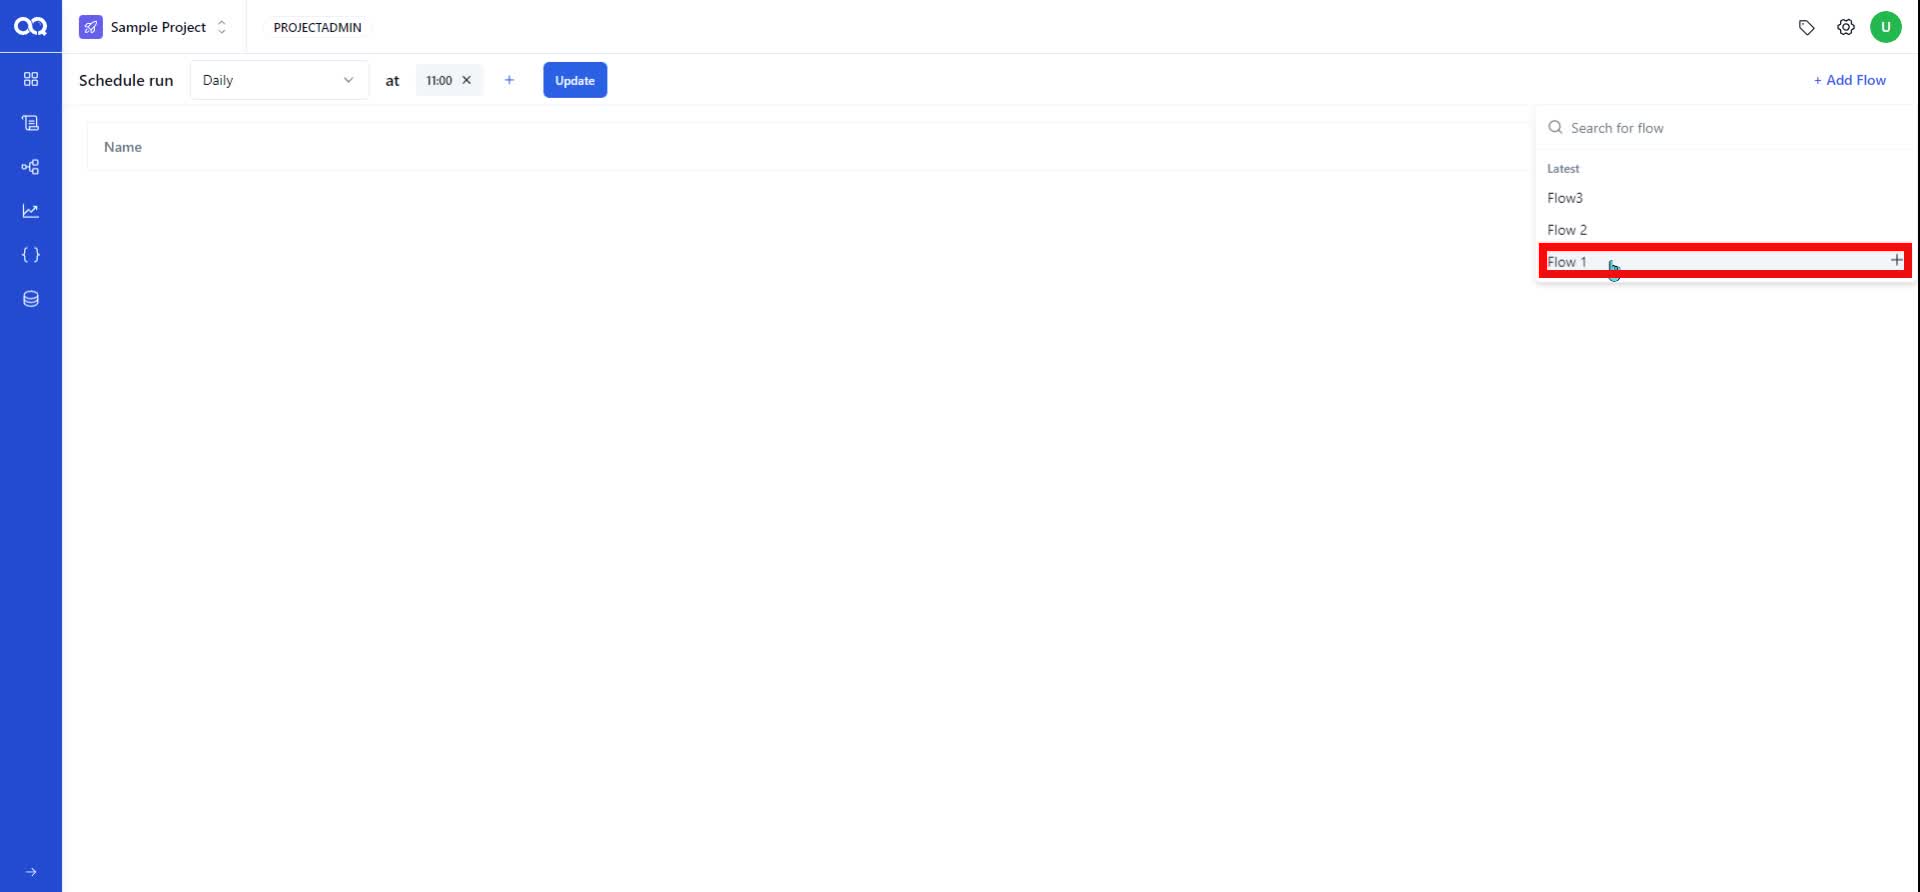 Sample Project
PROJECTADMIN
U
Schedule run Daily at 11:00 Update + Add Flow
Name
Search for flow
Latest
Flow3
Flow 2
Flow 1